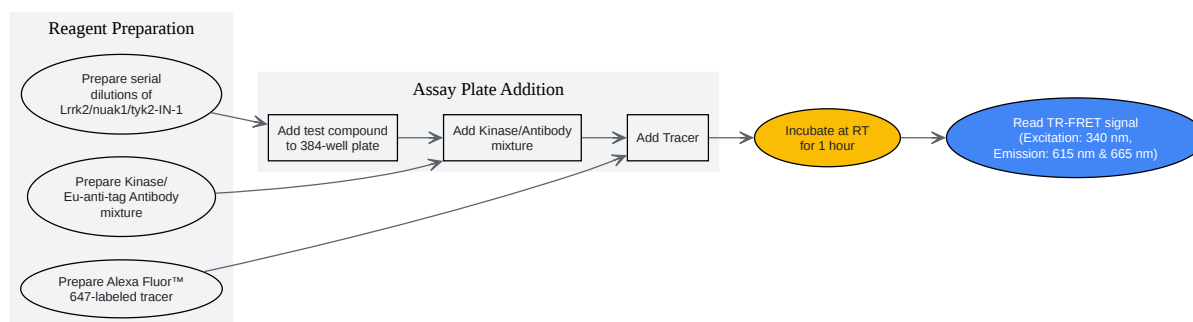 Reagent Preparation
Prepare serial
dilutions of
Lrrk2/nuak1/tyk2-IN-1
Prepare Kinase/
Eu-anti-tag Antibody
mixture
Prepare Alexa Fluor™
647-labeled tracer
Assay Plate Addition
Add test compound
to 384-well plate
Add Kinase/Antibody
mixture
Add Tracer
Incubate at RT
for 1 hour
Read TR-FRET signal
(Excitation: 340 nm,
Emission: 615 nm & 665 nm)